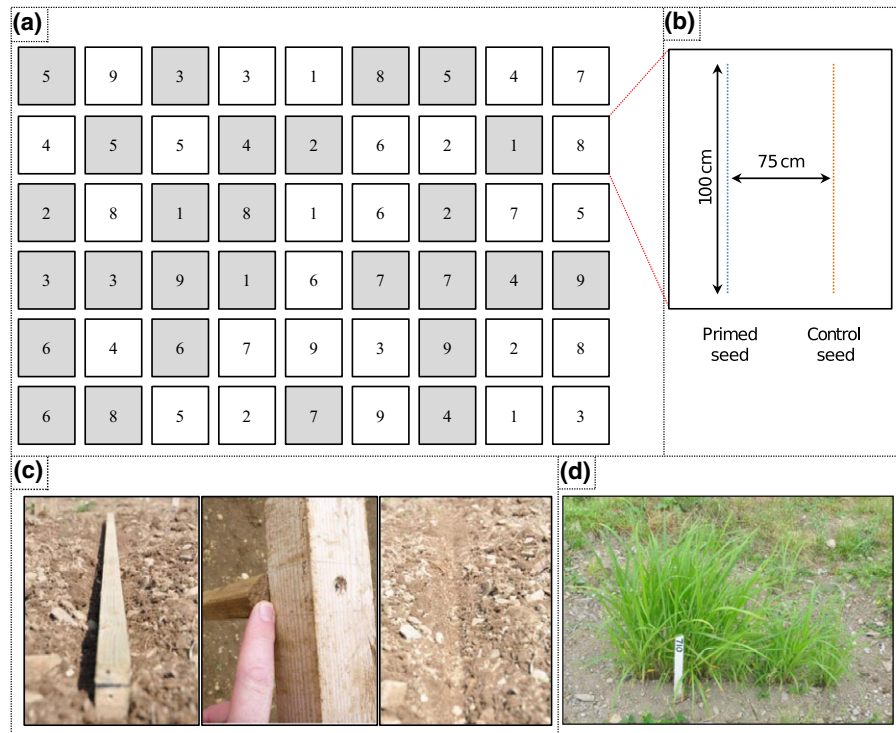 (a)
5 9 3 3 1 8 5 4 7
4 5 5 4 2 6 2 1 8
2 8 1 8 1 6 2 7 5
3 3 9 1 6 7 7 4 9
6 4 6 7 9 3 9 2 8
6 8 5 2 7 9 4 1 3
(b)
100 cm
75 cm
Primed
seed
Control
seed
(c)
(d)
710